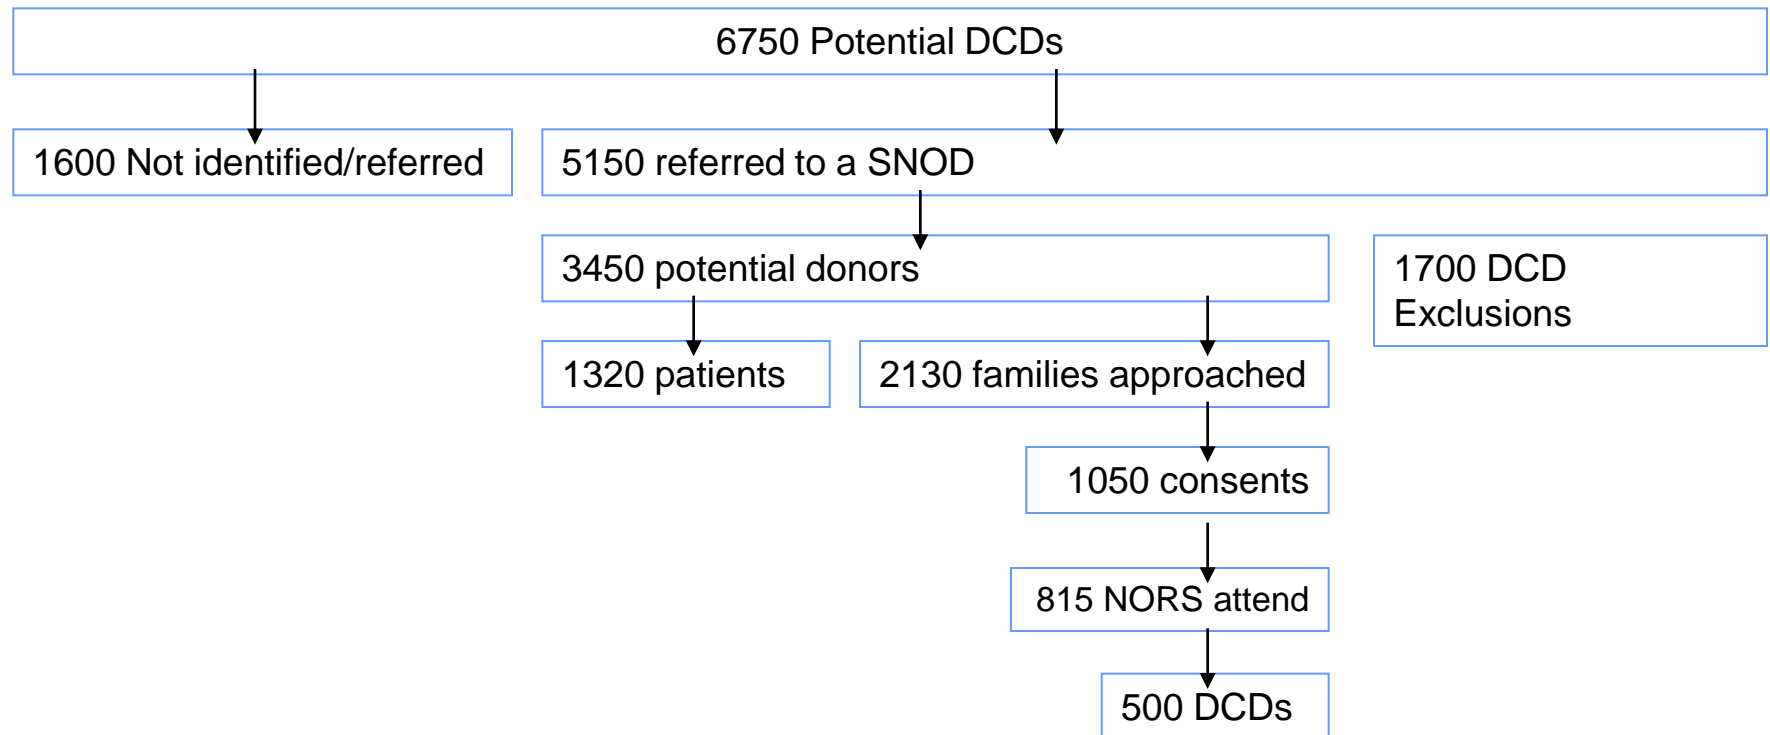 6750 Potential DCDs
1600 Not identified/referred
5150 referred to a SNOD
3450 potential donors
1700 DCD
Exclusions
1320 patients
2130 families approached
1050 consents
815 NORS attend
500 DCDs